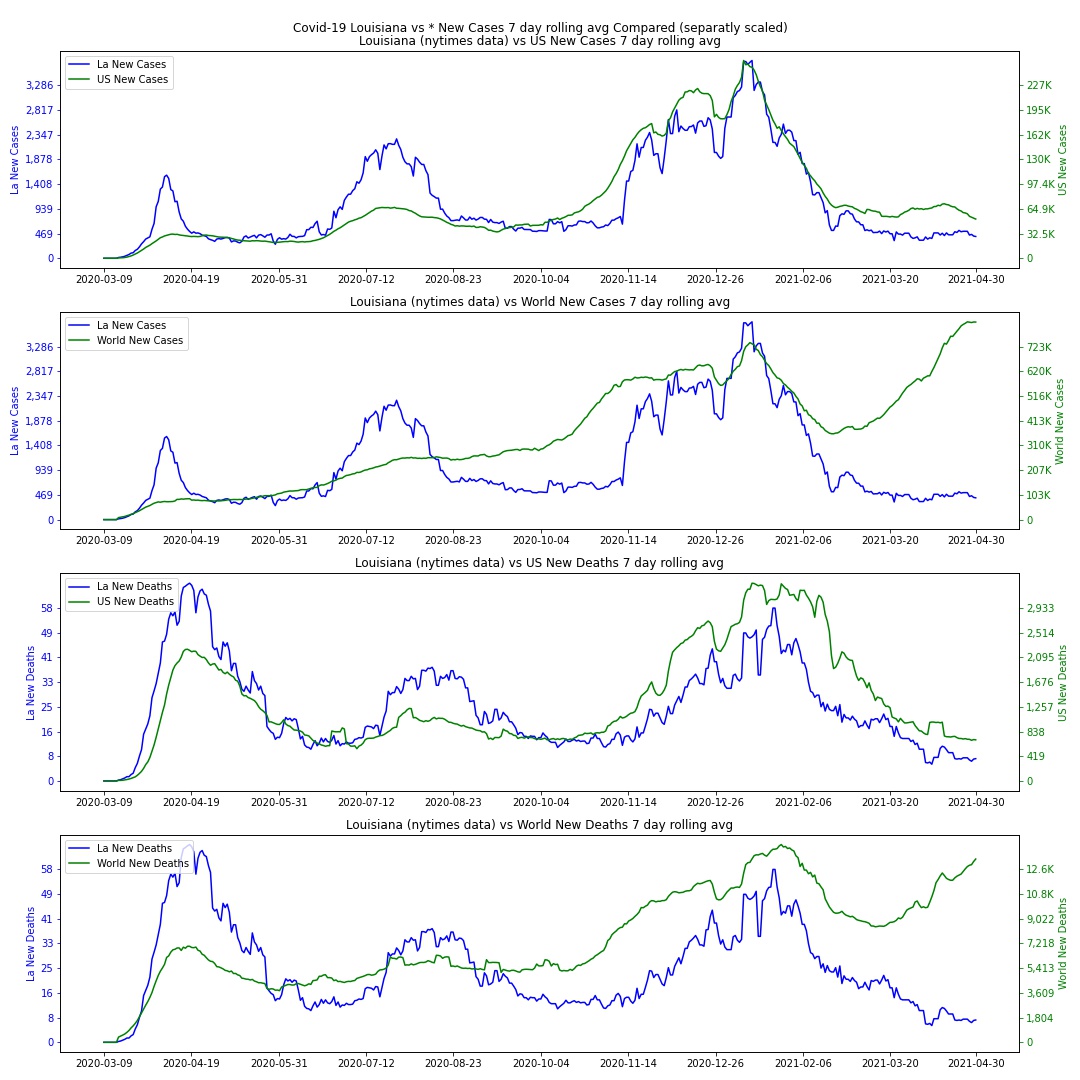 Covid-19 Louisiana vs * New Cases 7 day rolling avg Compared (separatly scaled)
Louisiana (nytimes data) vs US New Cases 7 day rolling avg
La New Cases
US New Cases
3,286
2,817
2,347
1,878
1,408
939
469
0
La New Cases
227K
195K
162K
130K
97.4K
64.9K
32.5K
0
US New Cases
2020-03-09 2020-04-19 2020-05-31 2020-07-12 2020-08-23 2020-10-04 2020-11-14 2020-12-26 2021-02-06 2021-03-20 2021-04-30
Louisiana (nytimes data) vs World New Cases 7 day rolling avg
La New Cases
World New Cases
3,286
2,817
2,347
1,878
1,408
939
469
0
La New Cases
723K
620K
516K
413K
310K
207K
103K
0
World New Cases
2020-03-09 2020-04-19 2020-05-31 2020-07-12 2020-08-23 2020-10-04 2020-11-14 2020-12-26 2021-02-06 2021-03-20 2021-04-30
Louisiana (nytimes data) vs US New Deaths 7 day rolling avg
La New Deaths
US New Deaths
58
49
41
33
25
16
8
0
La New Deaths
2,933
2,514
2,095
1,676
1,257
838
419
0
US New Deaths
2020-03-09 2020-04-19 2020-05-31 2020-07-12 2020-08-23 2020-10-04 2020-11-14 2020-12-26 2021-02-06 2021-03-20 2021-04-30
Louisiana (nytimes data) vs World New Deaths 7 day rolling avg
La New Deaths
World New Deaths
58
49
41
33
25
16
8
0
La New Deaths
12.6K
10.8K
9,022
7,218
5,413
3,609
1,804
0
World New Deaths
2020-03-09 2020-04-19 2020-05-31 2020-07-12 2020-08-23 2020-10-04 2020-11-14 2020-12-26 2021-02-06 2021-03-20 2021-04-30